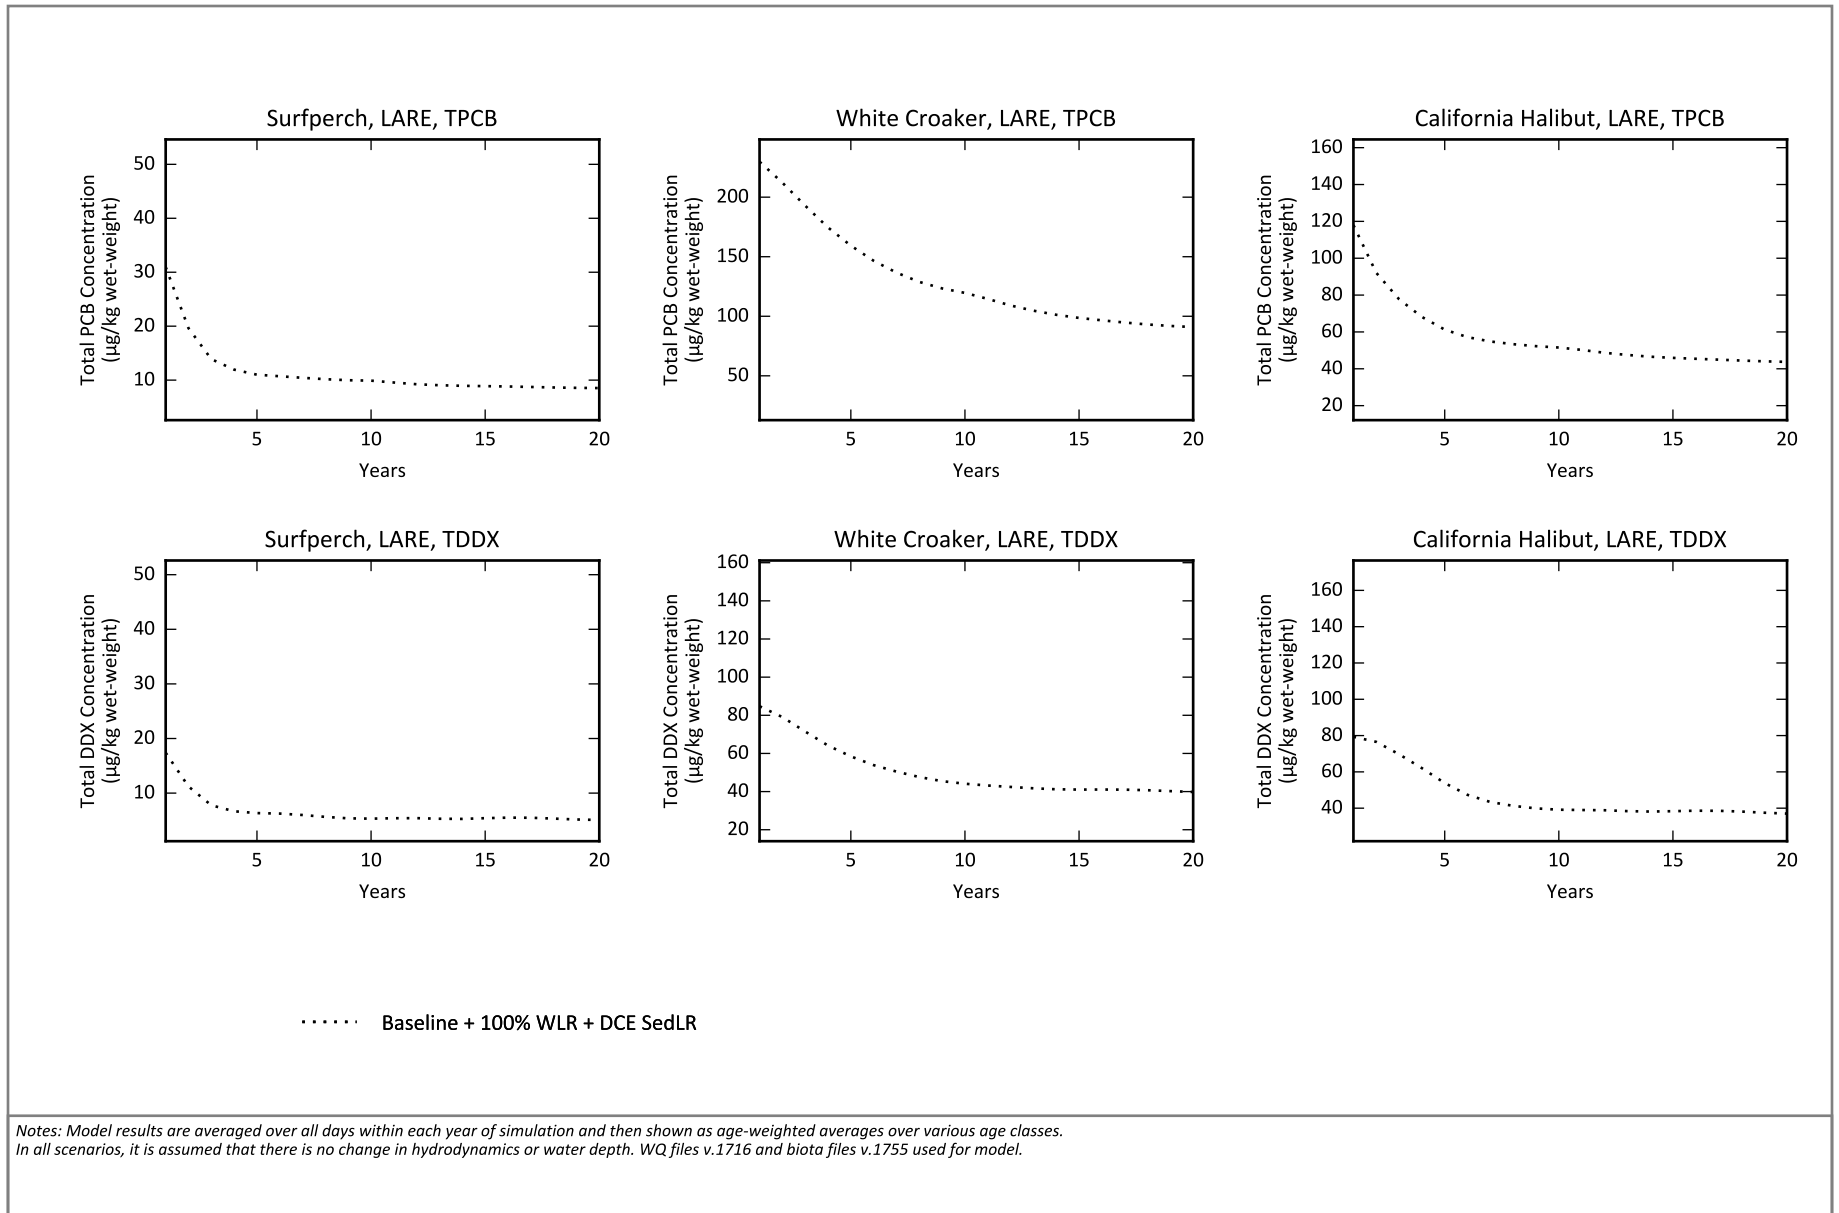 Surfperch, LARE, TPCB
50
40
30
20
10
Total PCB Concentration
(µg/kg wet-weight)
5 10 15 20
Years
White Croaker, LARE, TPCB
200
150
100
50
Total PCB Concentration
(µg/kg wet-weight)
5 10 15 20
Years
California Halibut, LARE, TPCB
160
140
120
100
80
60
40
20
Total PCB Concentration
(µg/kg wet-weight)
5 10 15 20
Years
Surfperch, LARE, TDDX
50
40
30
20
10
Total DDX Concentration
(µg/kg wet-weight)
5 10 15 20
Years
White Croaker, LARE, TDDX
160
140
120
100
80
60
40
20
Total DDX Concentration
(µg/kg wet-weight)
5 10 15 20
Years
California Halibut, LARE, TDDX
160
140
120
100
80
60
40
Total DDX Concentration
(µg/kg wet-weight)
5 10 15 20
Years
Baseline + 100% WLR + DCE SedLR
Notes: Model results are averaged over all days within each year of simulation and then shown as age-weighted averages over various age classes.
In all scenarios, it is assumed that there is no change in hydrodynamics or water depth. WQ files v.1716 and biota files v.1755 used for model.